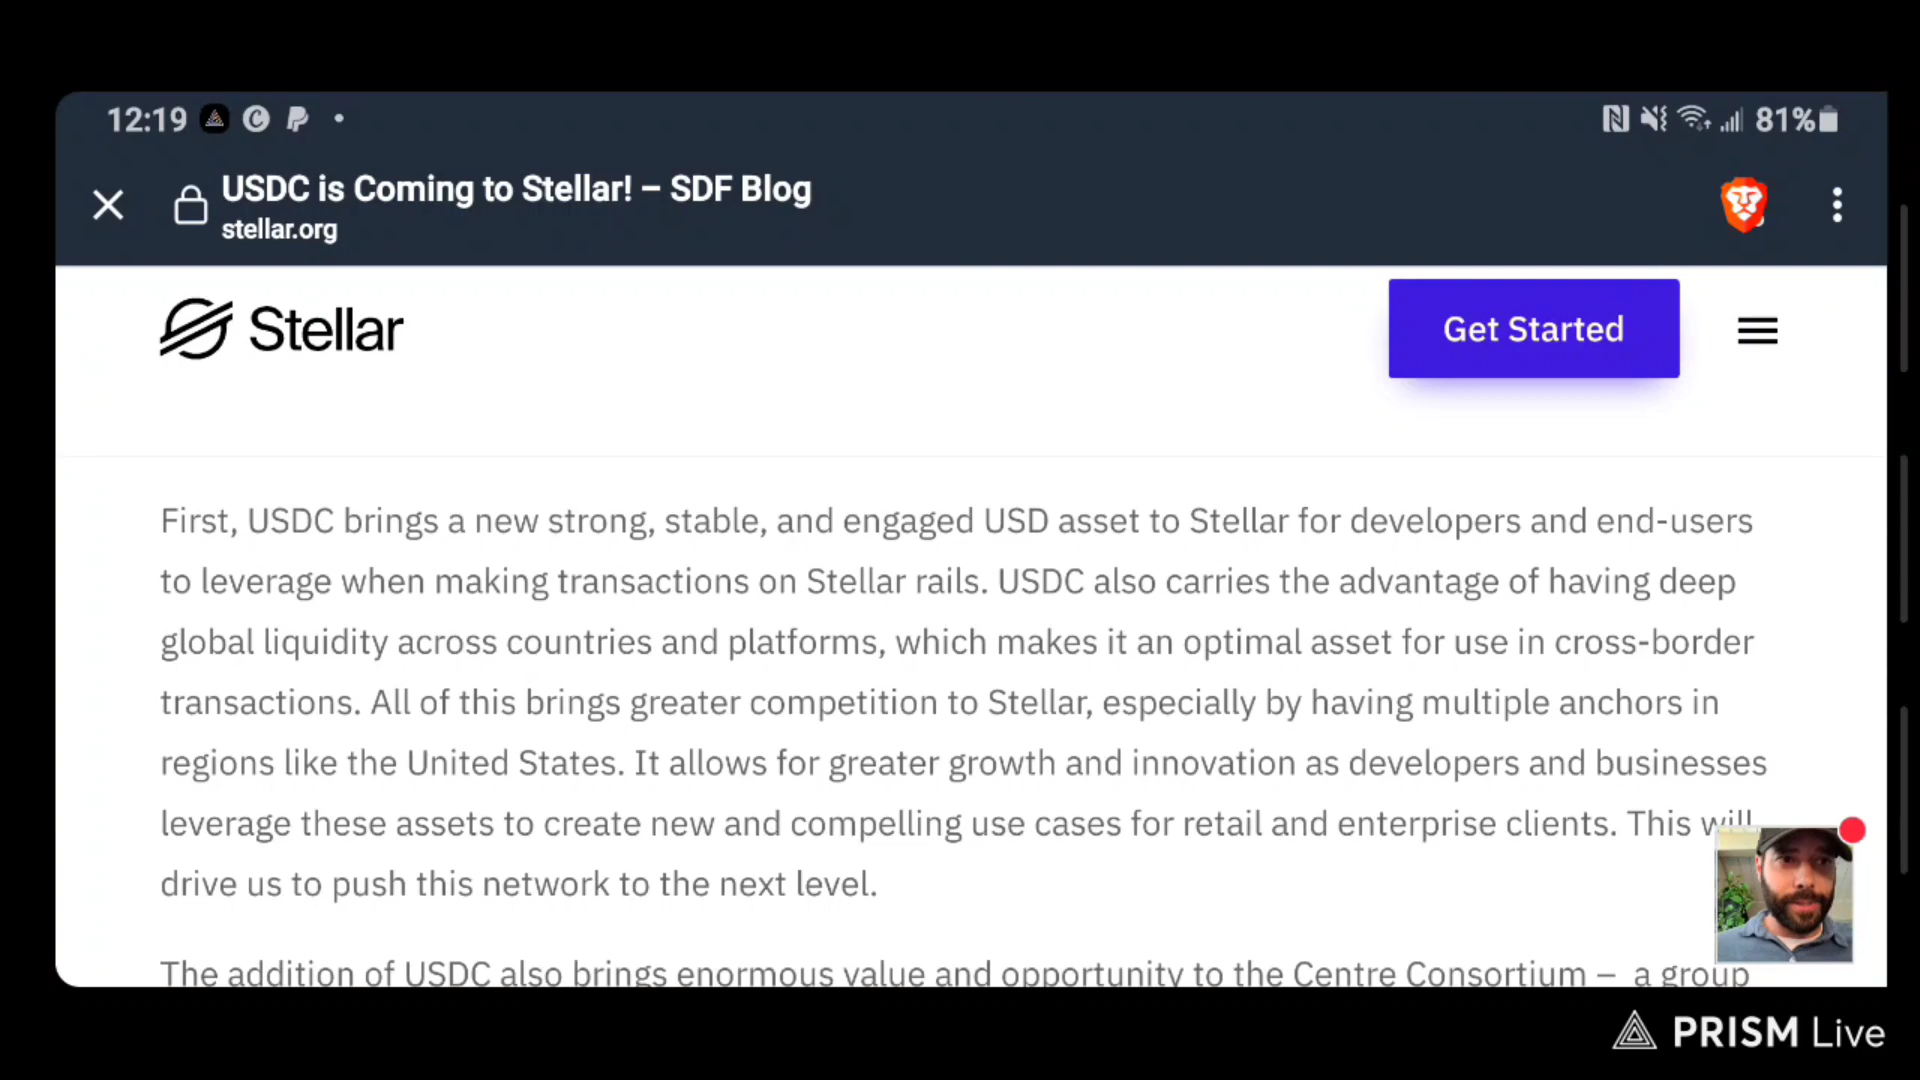 12:19
81%
USDC is Coming to Stellar! – SDF Blog
stellar.org
Stellar
Get Started
First, USDC brings a new strong, stable, and engaged USD asset to Stellar for developers and end-users
to leverage when making transactions on Stellar rails. USDC also carries the advantage of having deep
global liquidity across countries and platforms, which makes it an optimal asset for use in cross-border
transactions. All of this brings greater competition to Stellar, especially by having multiple anchors in
regions like the United States. It allows for greater growth and innovation as developers and businesses
leverage these assets to create new and compelling use cases for retail and enterprise clients. This will
drive us to push this network to the next level.
The addition of USDC also brings enormous value and opportunity to the Centre Consortium – a group
PRISM Live